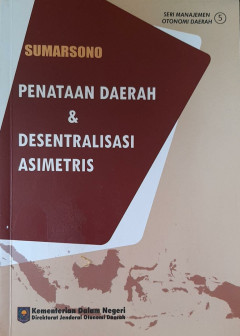 SERI MANAJEMEN
OTONOMI DAERAH
5
SUMARSONO
PENATAAN DAERAH
&
DESENTRALISASI
ASIMETRIS
Kementerian Dalam Negeri
Direktorat Jenderal Otonomi Daerah